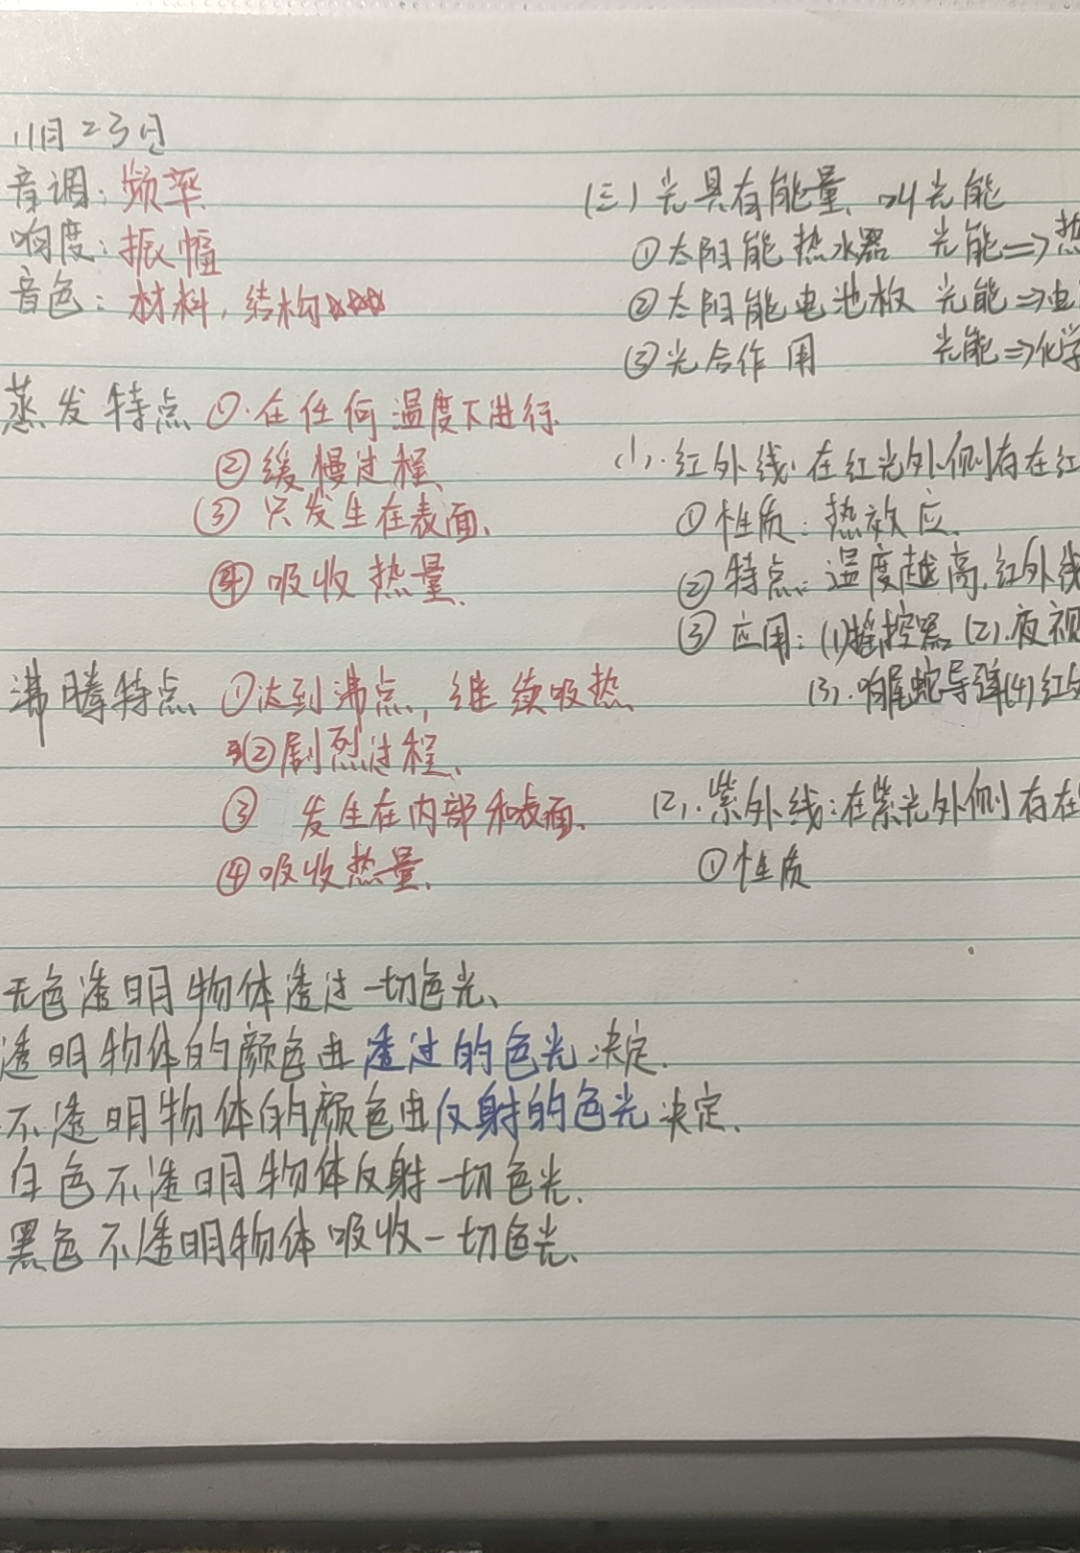 11月23日
音调：频率
响度：振幅
音色：材料，结构
蒸发特点 ①.在任何温度下进行.
②缓慢过程、
③只发生在表面、
④吸收热量、
沸腾特点 ①达到沸点，继续吸热
②剧烈过程、
③ 发生在内部和表面、
④吸收热量、
无色透明物体透过一切色光、
透明物体的颜色由透过的色光决定.
不透明物体的颜色由反射的色光决定、
白色不透明物体反射一切色光、
黑色不透明物体吸收一切色光、
(三)光具有能量、叫光能
①太阳能热水器 光能⇒热
②太阳能电池板 光能⇒电
③光合作用 光能⇒化学
(1).红外线：在红光外侧存在红
①性质：热效应、
②特点：温度越高，红外线
③应用：(1)摇控器 (2).夜视
(3).响尾蛇导弹(4)红外
(2).紫外线：在紫光外侧存在
①性质